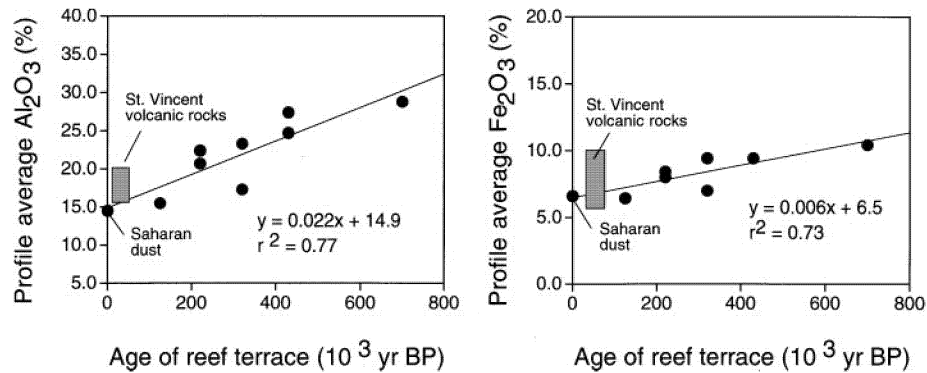 Profile average Al2O3 (%)
40.0
35.0
30.0
25.0
20.0
15.0
10.0
5.0
St. Vincent
volcanic rocks
Saharan
dust
y = 0.022x + 14.9
r 2 = 0.77
0
200
400
600
800
Age of reef terrace (10 3 yr BP)
Profile average Fe2O3 (%)
20.0
15.0
10.0
5.0
0.0
St. Vincent
volcanic rocks
Saharan
dust
y = 0.006x + 6.5
r2 = 0.73
0
200
400
600
800
Age of reef terrace (10 3 yr BP)